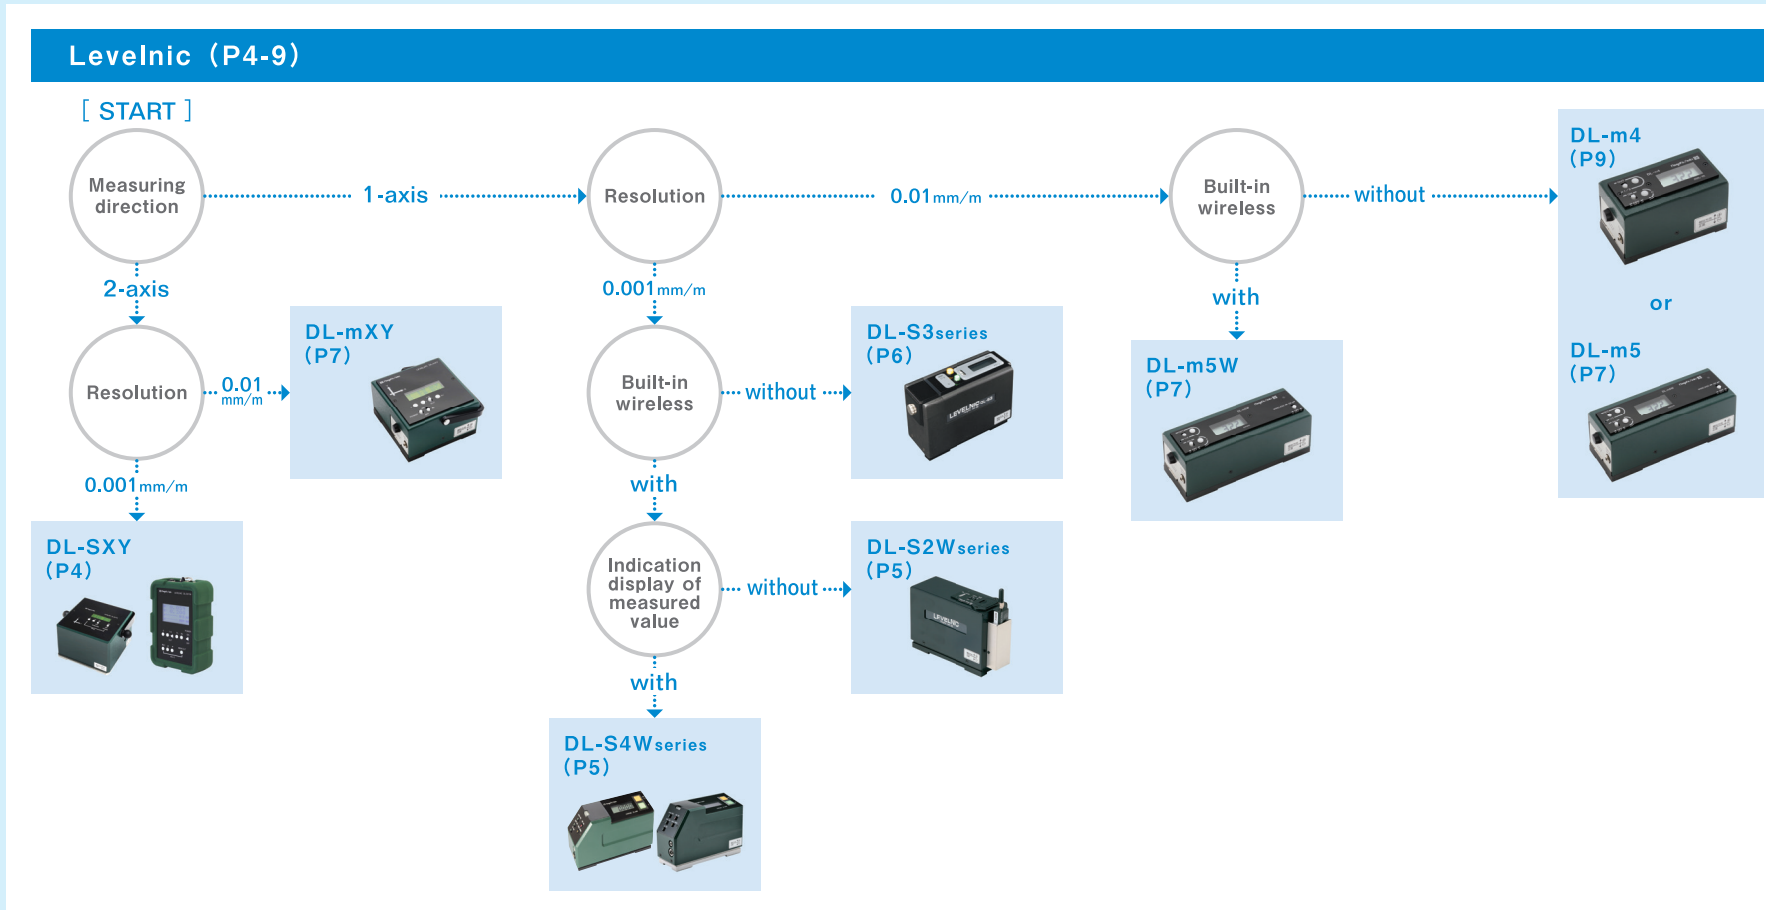 Levelnic (P4-9)
[ START ]
Measuring
direction
1-axis
Resolution
0.01mm/m
Built-in
wireless
without
DL-m4
(P9)
or
DL-m5
(P7)
with
DL-m5W
(P7)
2-axis
Resolution
0.01
mm/m
DL-mXY
(P7)
0.001mm/m
DL-SXY
(P4)
0.001mm/m
Built-in
wireless
without
DL-S3series
(P6)
LEVELNIC
with
Indication
display of
measured
value
without
DL-S2Wseries
(P5)
LEVELNIC
with
DL-S4Wseries
(P5)